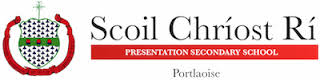 Scoil Chríost Rí
PRESENTATION SECONDARY SCHOOL
Portlaoise